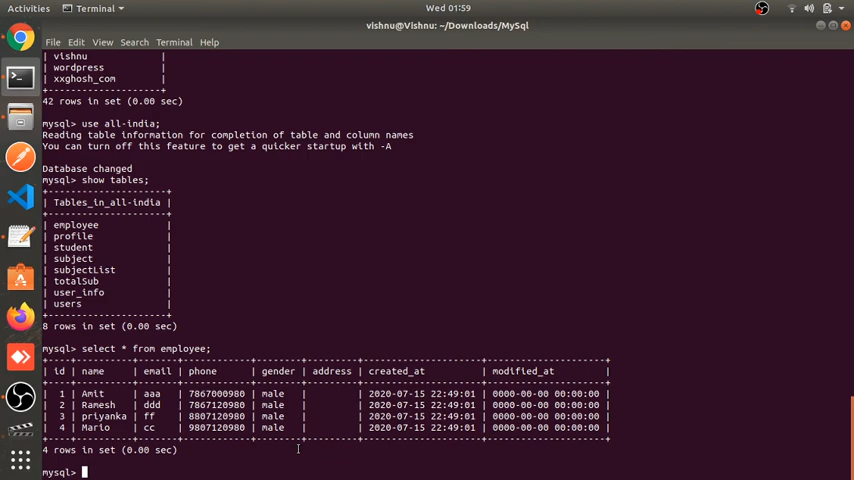 Activities Terminal Wed 01:59
vishnu@Vishnu: ~/Downloads/MySql
File Edit View Search Terminal Help
| vishnu |
| wordpress |
| xxghosh_com |
+--------------------+
42 rows in set (0.00 sec)
mysql> use all-india;
Reading table information for completion of table and column names
You can turn off this feature to get a quicker startup with -A
Database changed
mysql> show tables;
+---------------------+
| Tables_in_all-india |
+---------------------+
| employee |
| profile |
| student |
| subject |
| subjectList |
| totalSub |
| user_info |
| users |
+---------------------+
8 rows in set (0.00 sec)
mysql> select * from employee;
+----+----------+-------+------------+--------+---------+---------------------+---------------------+
| id | name | email | phone | gender | address | created_at | modified_at |
+----+----------+-------+------------+--------+---------+---------------------+---------------------+
| 1 | Amit | aaa | 7867000980 | male | | 2020-07-15 22:49:01 | 0000-00-00 00:00:00 |
| 2 | Ramesh | ddd | 7867120980 | male | | 2020-07-15 22:49:01 | 0000-00-00 00:00:00 |
| 3 | priyanka | ff | 8807120980 | male | | 2020-07-15 22:49:01 | 0000-00-00 00:00:00 |
| 4 | Mario | cc | 9807120980 | male | | 2020-07-15 22:49:01 | 0000-00-00 00:00:00 |
+----+----------+-------+------------+--------+---------+---------------------+---------------------+
4 rows in set (0.00 sec)
mysql>